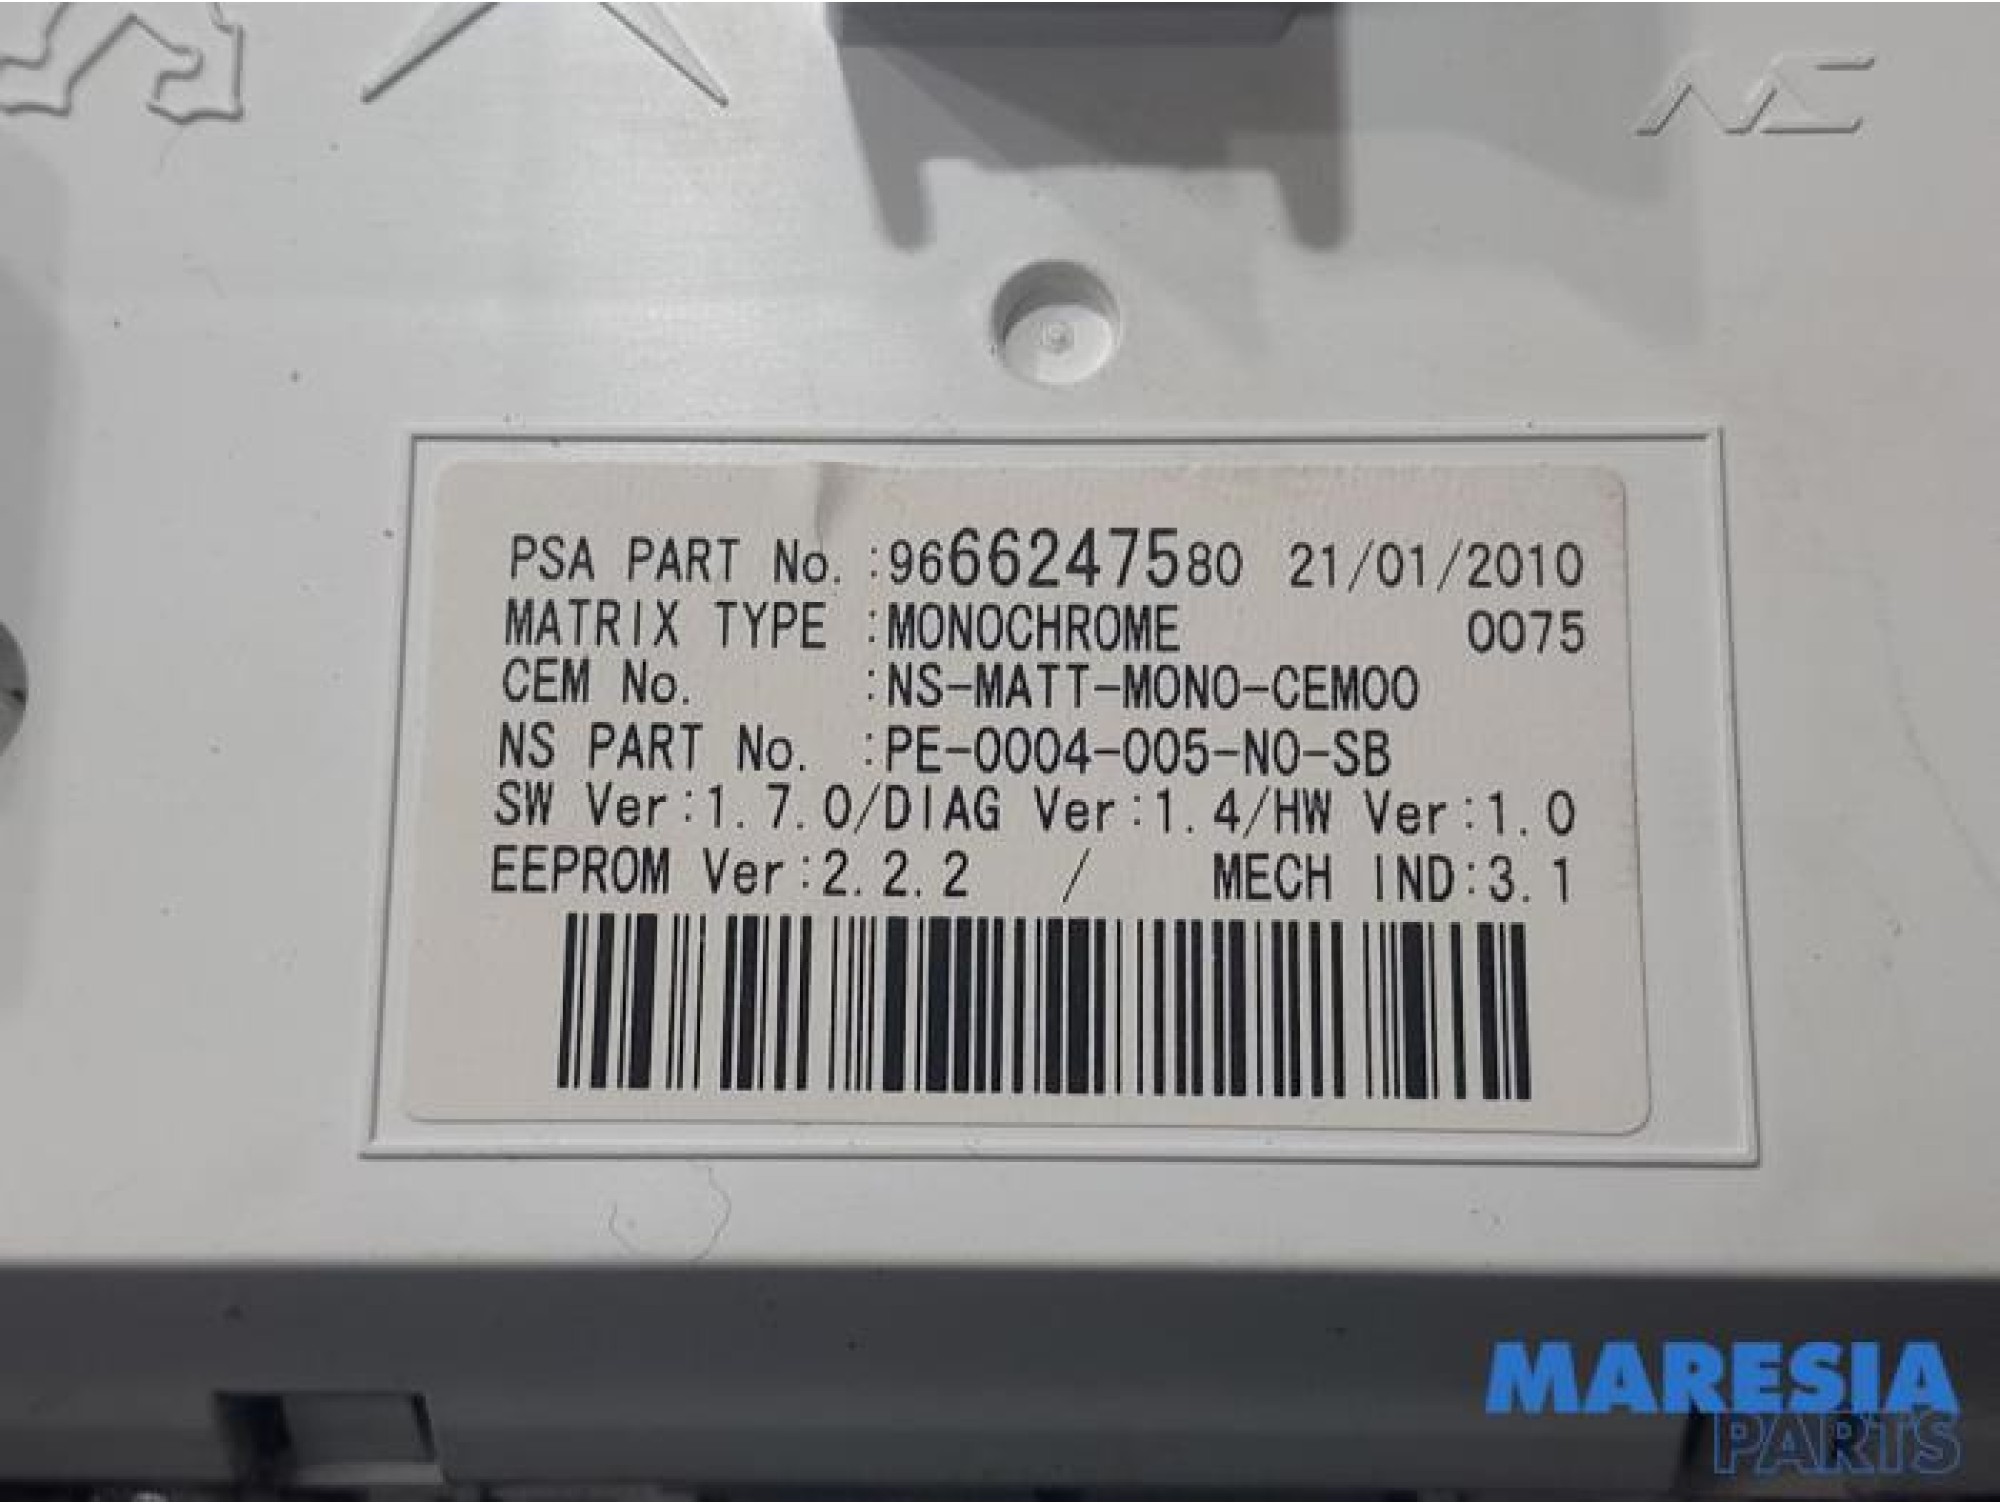 NS
PSA PART No. :9666247580 21/01/2010
MATRIX TYPE :MONOCHROME 0075
CEM No. :NS-MATT-MONO-CEM00
NS PART No. :PE-0004-005-NO-SB
SW Ver:1.7.0/DIAG Ver:1.4/HW Ver:1.0
EEPROM Ver:2.2.2 / MECH IND:3.1
MARESIA
PARTS